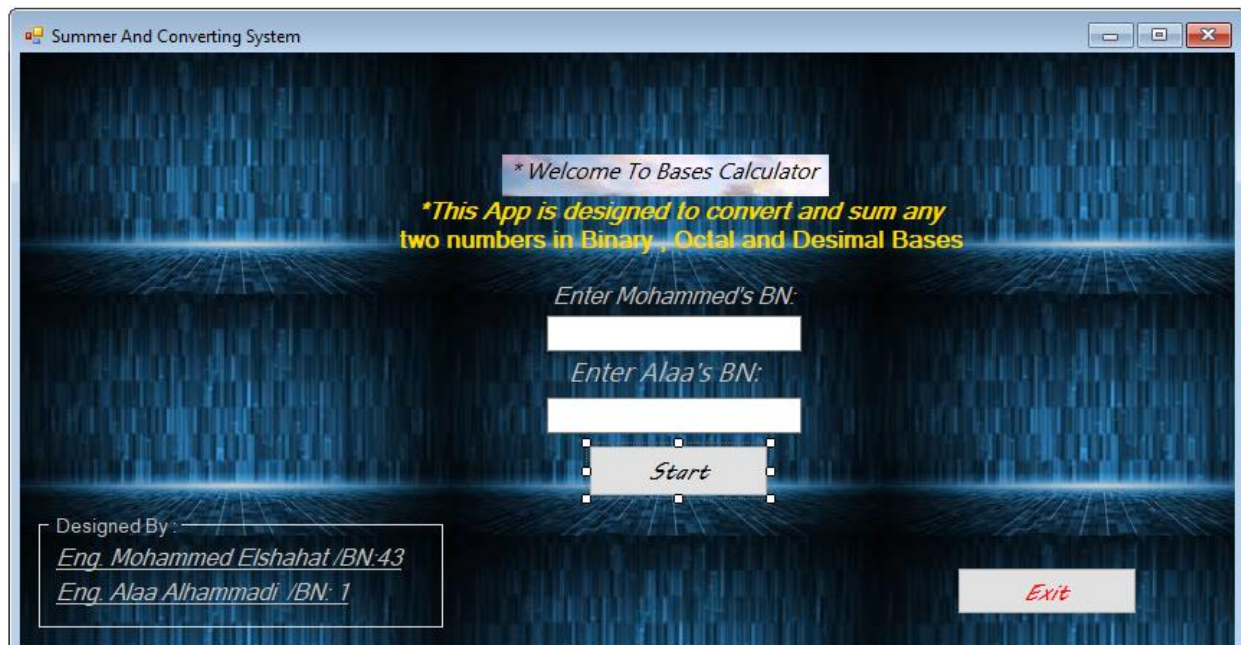 Summer And Converting System
* Welcome To Bases Calculator
*This App is designed to convert and sum any
two numbers in Binary , Octal and Desimal Bases
Enter Mohammed's BN:
Enter Alaa's BN:
Start
Designed By :
Eng. Mohammed Elshahat /BN:43
Eng. Alaa Alhammadi /BN: 1
Exit